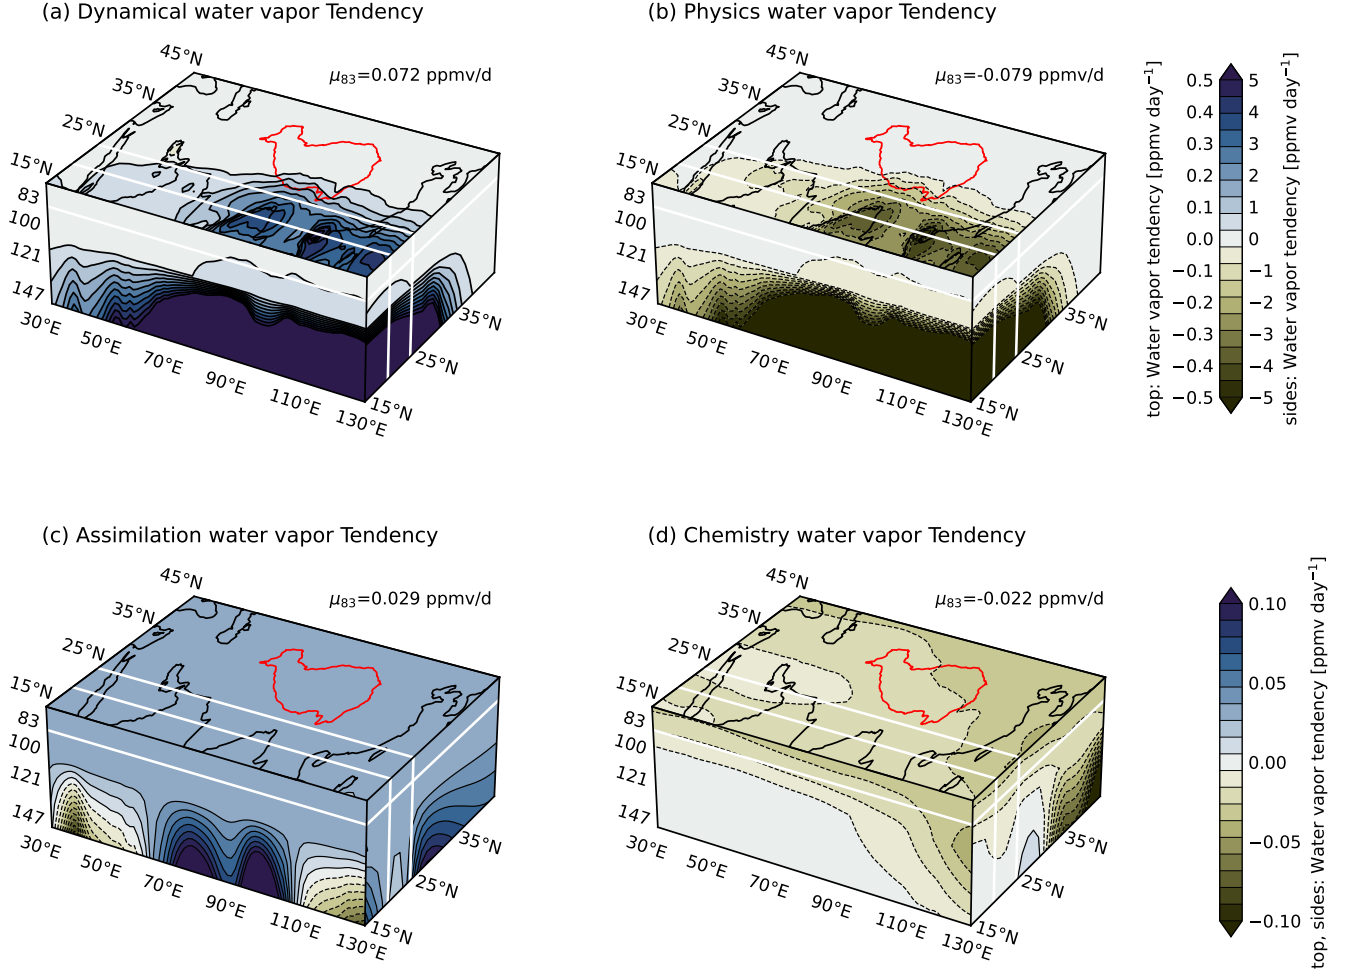 (a) Dynamical water vapor Tendency
μ83=0.072 ppmv/d
45°N
35°N
25°N
15°N
83
100
121
147
30°E
50°E
70°E
90°E
110°E
130°E
15°N
25°N
35°N
(b) Physics water vapor Tendency
μ83=-0.079 ppmv/d
45°N
35°N
25°N
15°N
83
100
121
147
30°E
50°E
70°E
90°E
110°E
130°E
15°N
25°N
35°N
top: Water vapor tendency [ppmv day−1]
0.5
0.4
0.3
0.2
0.1
0.0
−0.1
−0.2
−0.3
−0.4
−0.5
5
4
3
2
1
0
−1
−2
−3
−4
−5
sides: Water vapor tendency [ppmv day−1]
(c) Assimilation water vapor Tendency
μ83=0.029 ppmv/d
45°N
35°N
25°N
15°N
83
100
121
147
30°E
50°E
70°E
90°E
110°E
130°E
15°N
25°N
35°N
(d) Chemistry water vapor Tendency
μ83=-0.022 ppmv/d
45°N
35°N
25°N
15°N
83
100
121
147
30°E
50°E
70°E
90°E
110°E
130°E
15°N
25°N
35°N
0.10
0.05
0.00
−0.05
−0.10
top, sides: Water vapor tendency [ppmv day−1]